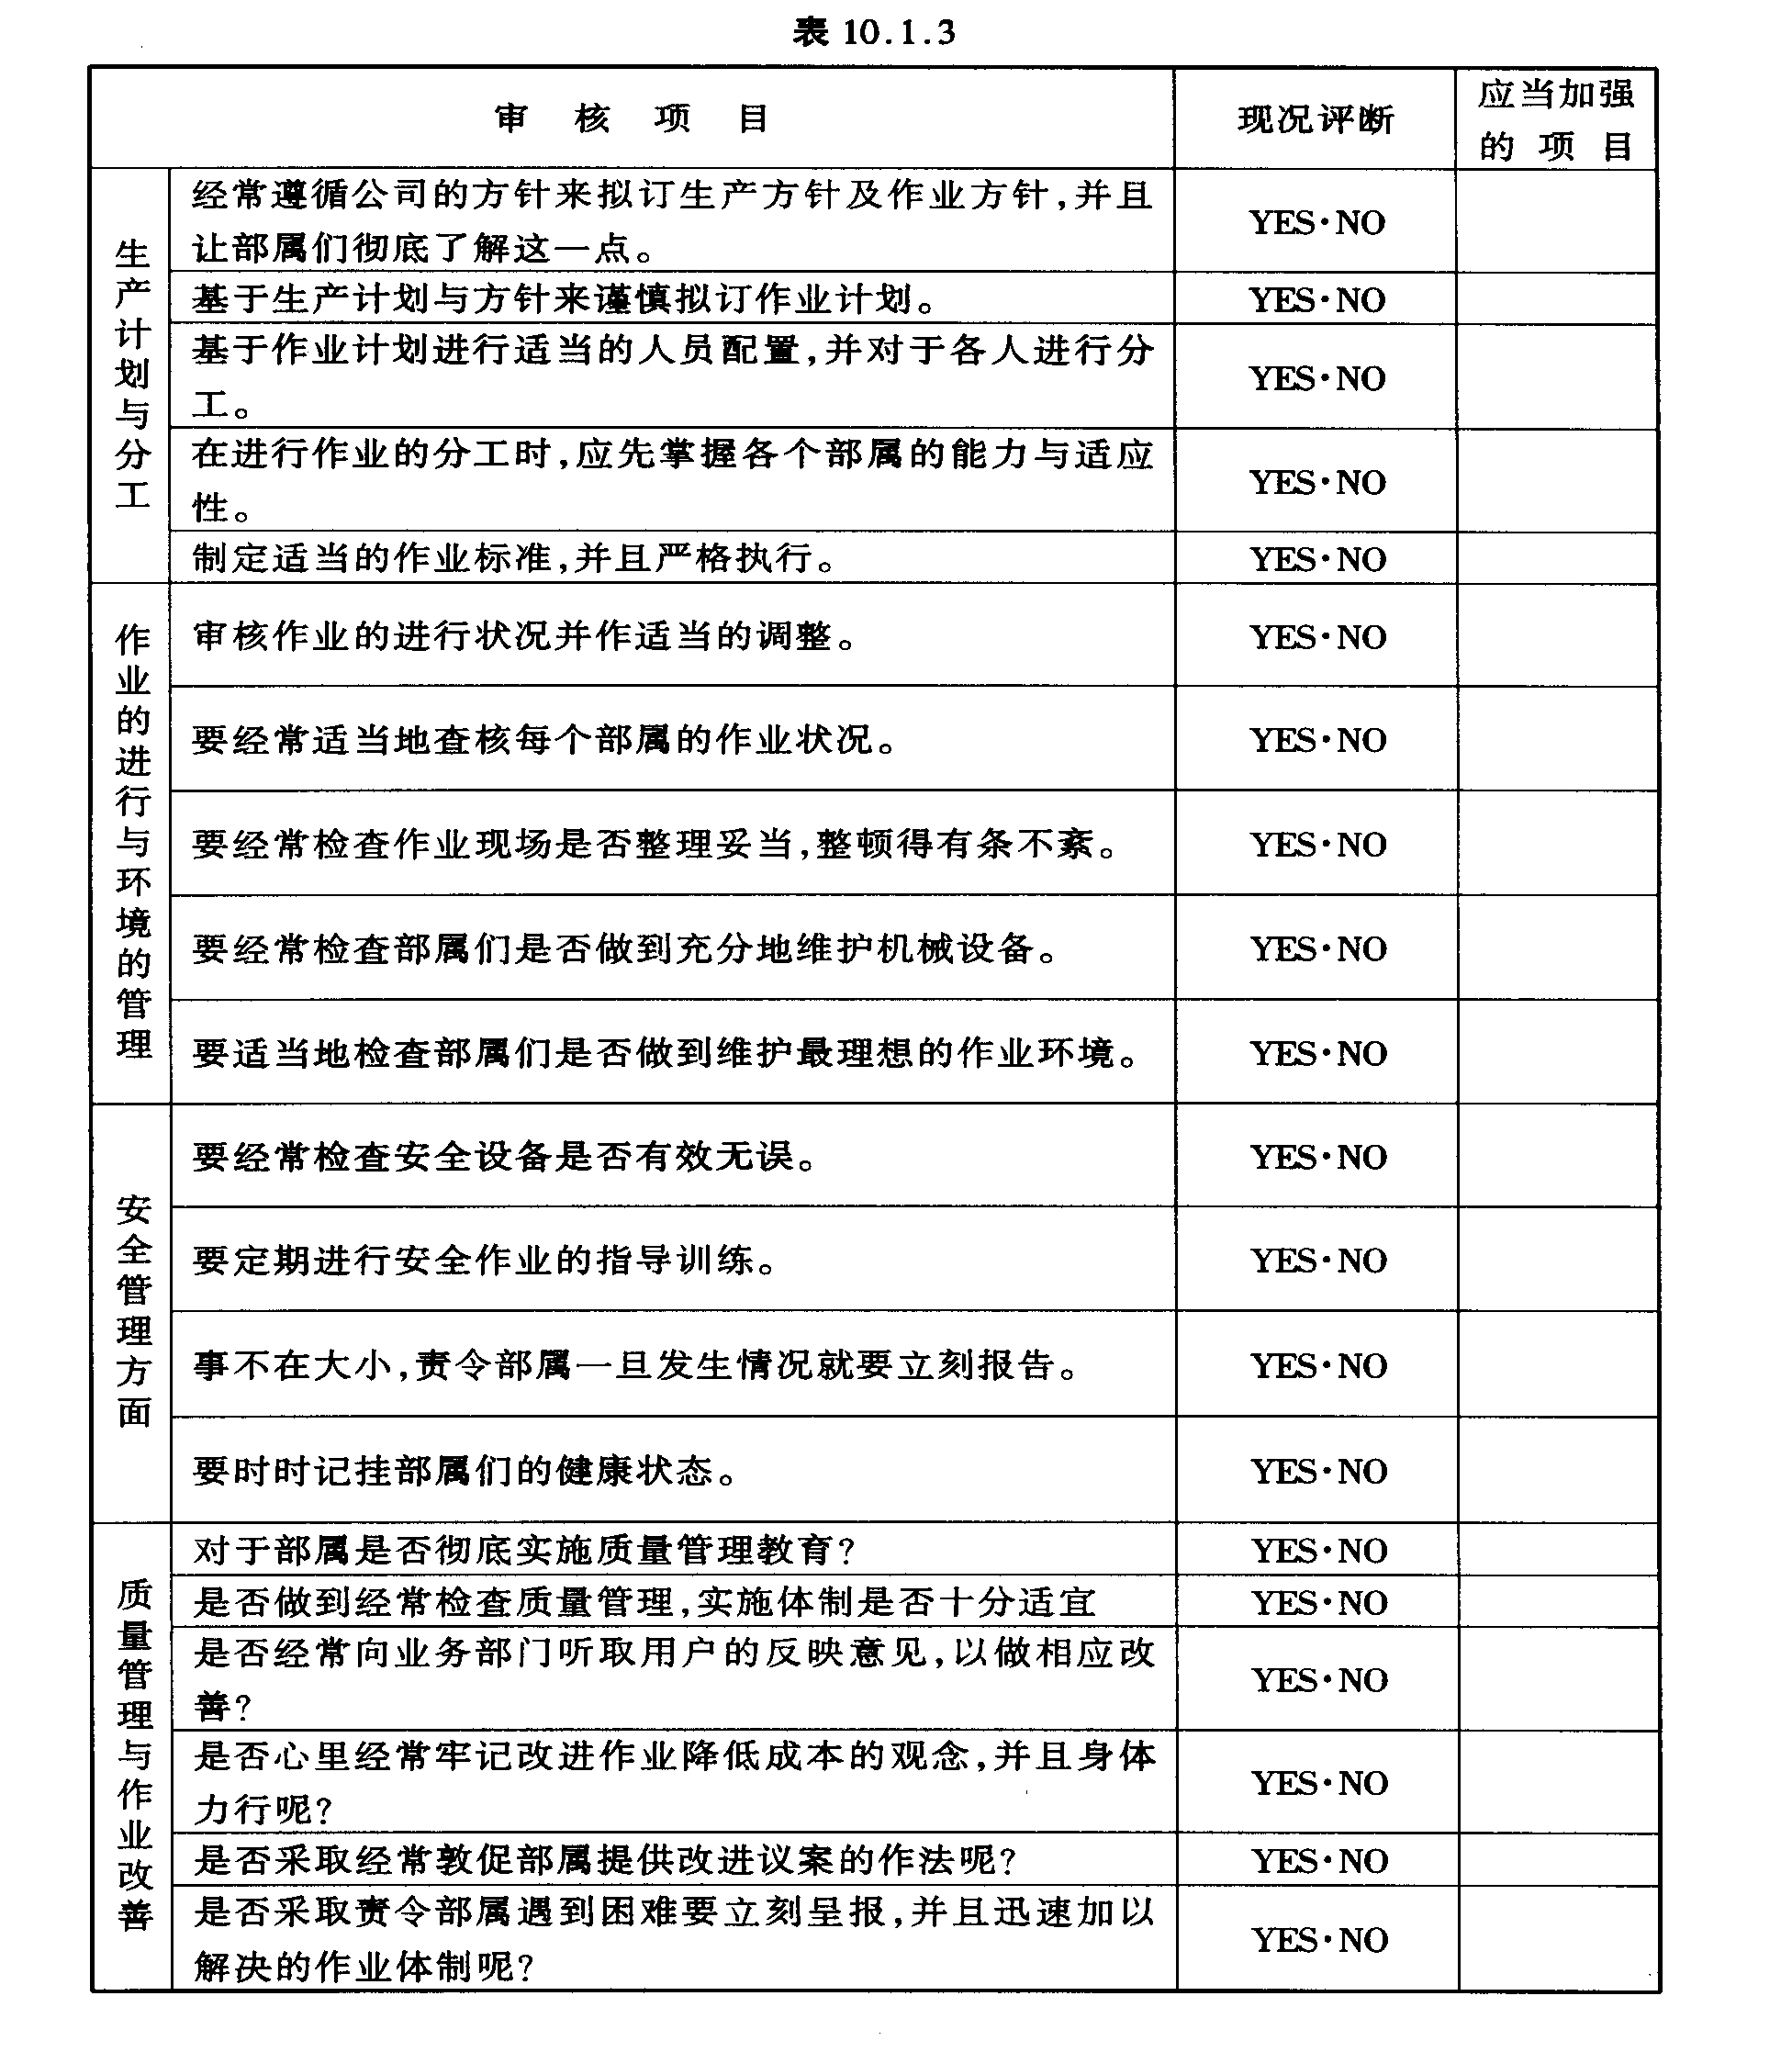 表 10.1.3
审 核 项 目
现况评断
应当加强
的 项 目
生产计划与分工
经常遵循公司的方针来拟订生产方针及作业方针,并且
让部属们彻底了解这一点。
YES·NO
基于生产计划与方针来谨慎拟订作业计划。
YES·NO
基于作业计划进行适当的人员配置,并对于各人进行分
工。
YES·NO
在进行作业的分工时,应先掌握各个部属的能力与适应
性。
YES·NO
制定适当的作业标准,并且严格执行。
YES·NO
作业的进行与环境的管理
审核作业的进行状况并作适当的调整。
YES·NO
要经常适当地查核每个部属的作业状况。
YES·NO
要经常检查作业现场是否整理妥当,整顿得有条不紊。
YES·NO
要经常检查部属们是否做到充分地维护机械设备。
YES·NO
要适当地检查部属们是否做到维护最理想的作业环境。
YES·NO
安全管理方面
要经常检查安全设备是否有效无误。
YES·NO
要定期进行安全作业的指导训练。
YES·NO
事不在大小,责令部属一旦发生情况就要立刻报告。
YES·NO
要时时记挂部属们的健康状态。
YES·NO
质量管理与作业改善
对于部属是否彻底实施质量管理教育?
YES·NO
是否做到经常检查质量管理,实施体制是否十分适宜
YES·NO
是否经常向业务部门听取用户的反映意见,以做相应改
善?
YES·NO
是否心里经常牢记改进作业降低成本的观念,并且身体
力行呢?
YES·NO
是否采取经常敦促部属提供改进议案的作法呢?
YES·NO
是否采取责令部属遇到困难要立刻呈报,并且迅速加以
解决的作业体制呢?
YES·NO